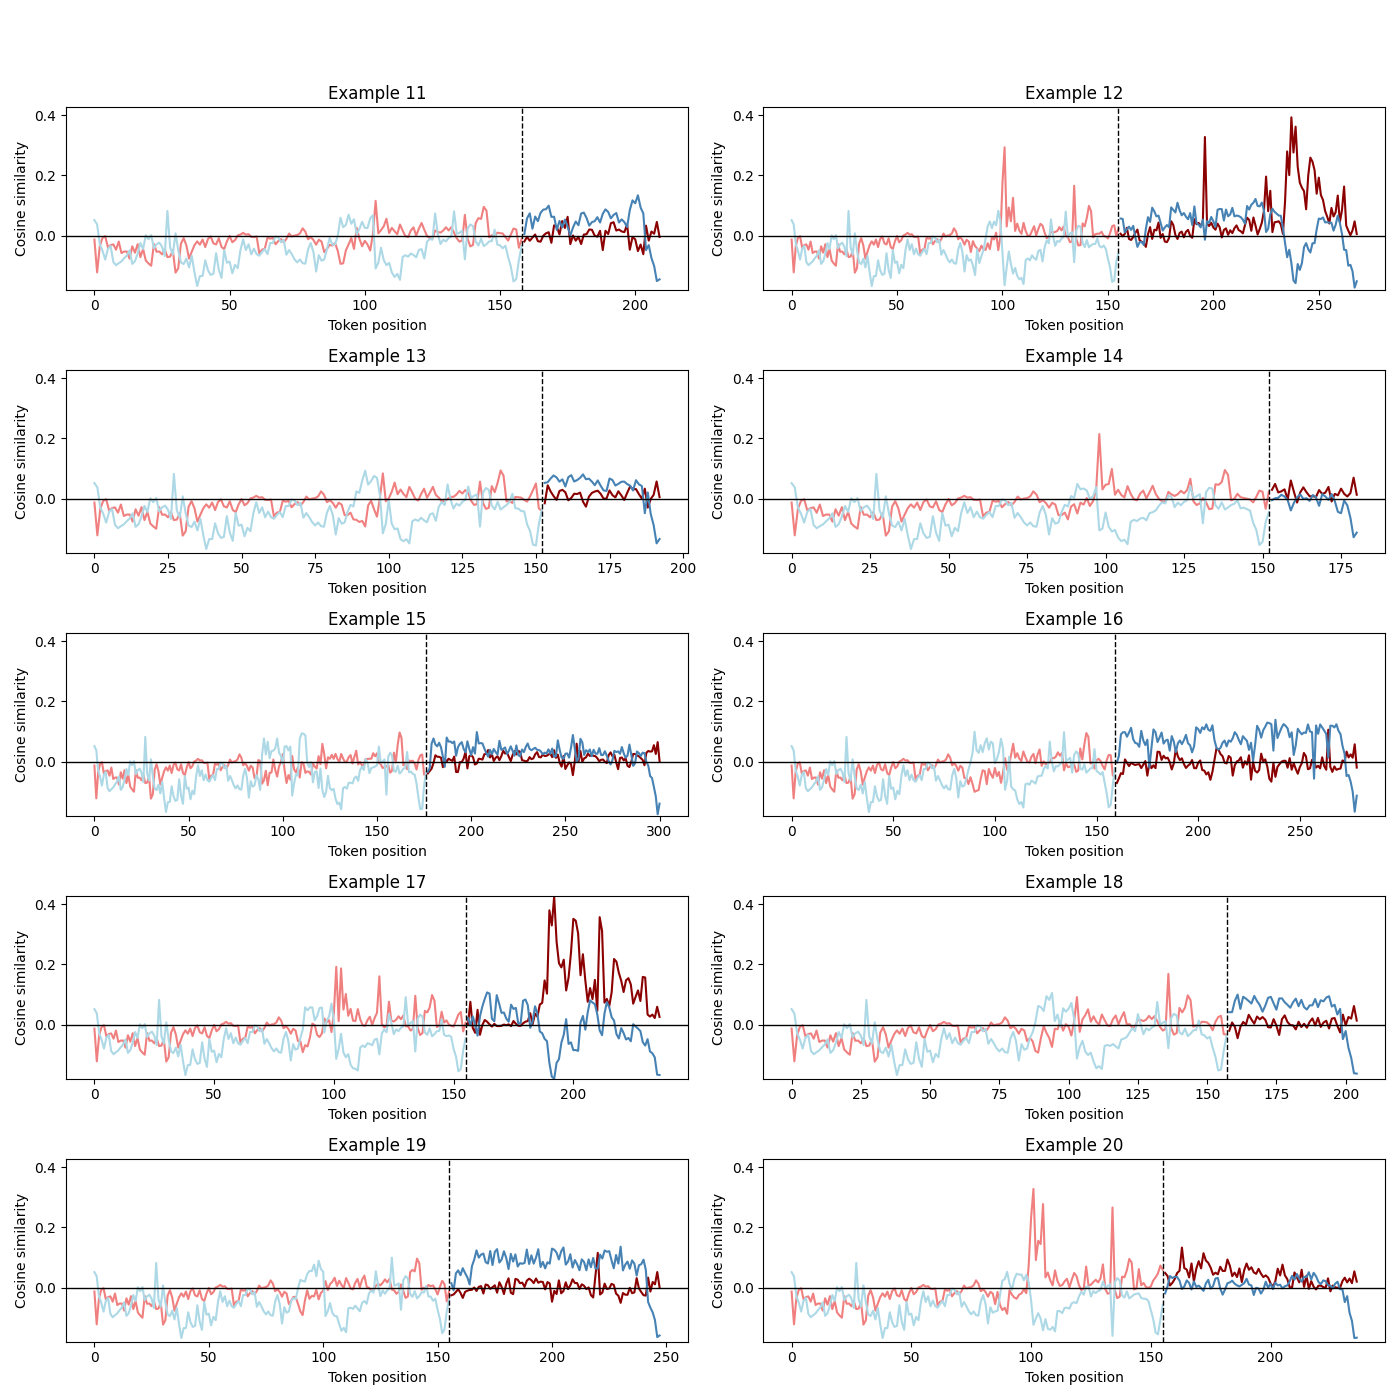 Example 11
Cosine similarity
0.4
0.2
0.0
0 50 100 150 200
Token position
Example 12
Cosine similarity
0.4
0.2
0.0
0 50 100 150 200 250
Token position
Example 13
Cosine similarity
0.4
0.2
0.0
0 25 50 75 100 125 150 175 200
Token position
Example 14
Cosine similarity
0.4
0.2
0.0
0 25 50 75 100 125 150 175
Token position
Example 15
Cosine similarity
0.4
0.2
0.0
0 50 100 150 200 250 300
Token position
Example 16
Cosine similarity
0.4
0.2
0.0
0 50 100 150 200 250
Token position
Example 17
Cosine similarity
0.4
0.2
0.0
0 50 100 150 200
Token position
Example 18
Cosine similarity
0.4
0.2
0.0
0 25 50 75 100 125 150 175 200
Token position
Example 19
Cosine similarity
0.4
0.2
0.0
0 50 100 150 200 250
Token position
Example 20
Cosine similarity
0.4
0.2
0.0
0 50 100 150 200
Token position